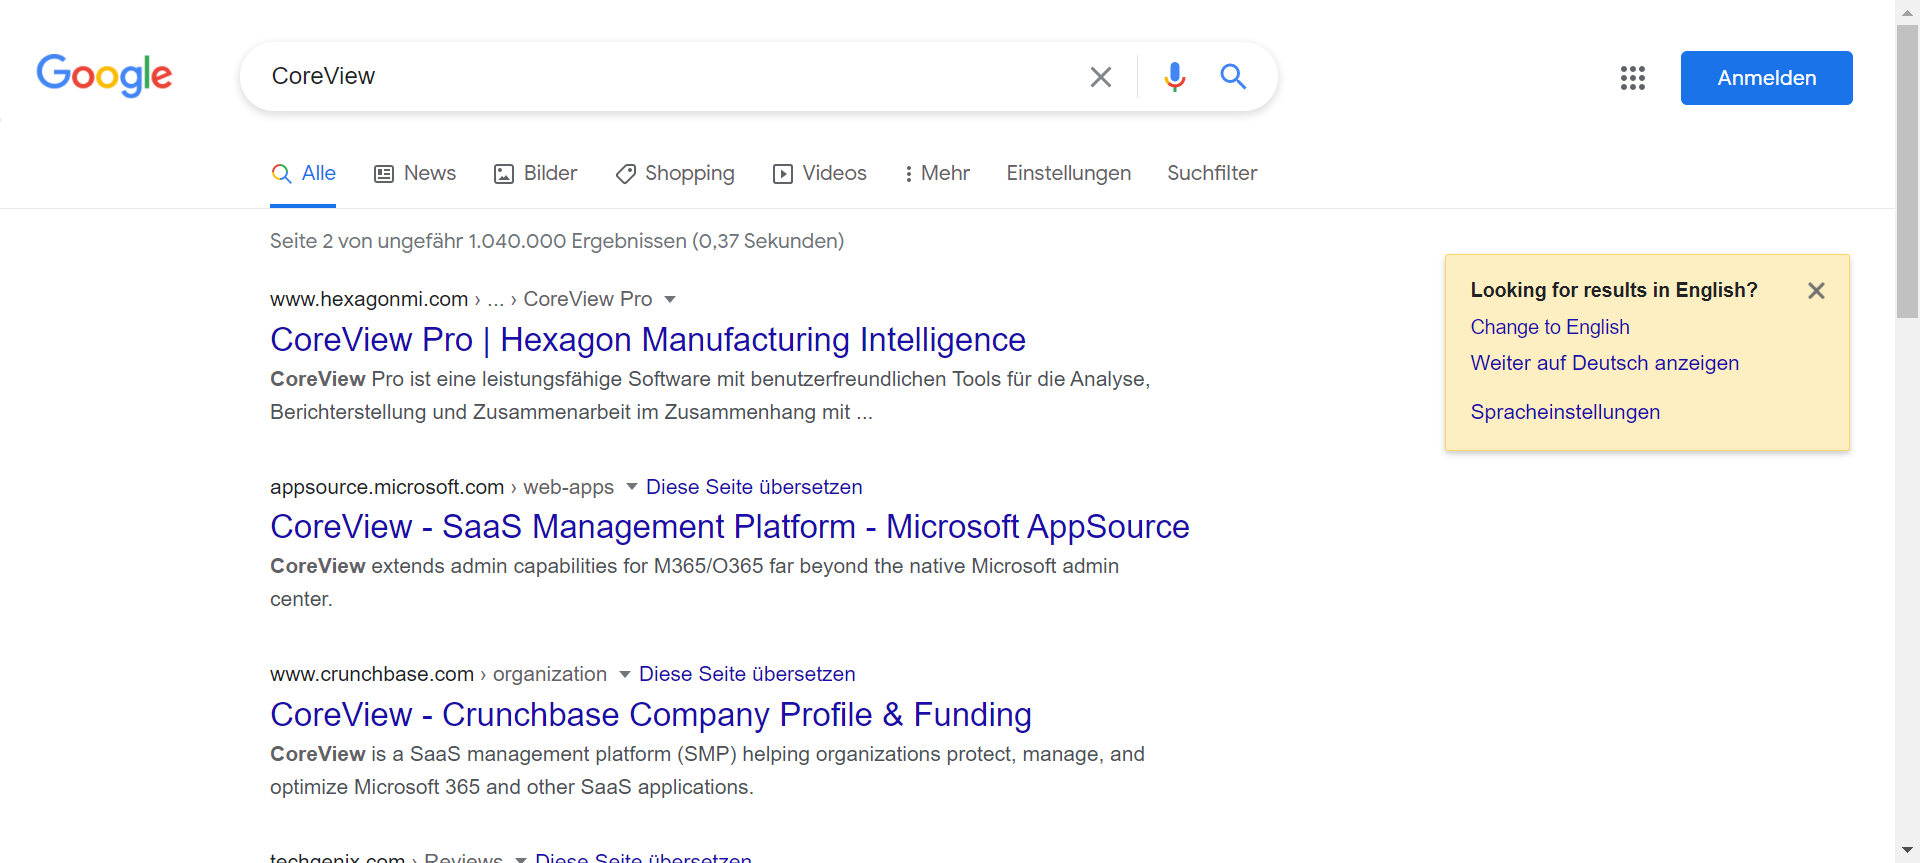 Google
CoreView
Anmelden
Alle News Bilder Shopping Videos Mehr Einstellungen Suchfilter
Seite 2 von ungefähr 1.040.000 Ergebnissen (0,37 Sekunden)
www.hexagonmi.com › ... › CoreView Pro
CoreView Pro | Hexagon Manufacturing Intelligence
CoreView Pro ist eine leistungsfähige Software mit benutzerfreundlichen Tools für die Analyse,
Berichterstellung und Zusammenarbeit im Zusammenhang mit ...
appsource.microsoft.com › web-apps Diese Seite übersetzen
CoreView - SaaS Management Platform - Microsoft AppSource
CoreView extends admin capabilities for M365/O365 far beyond the native Microsoft admin
center.
www.crunchbase.com › organization Diese Seite übersetzen
CoreView - Crunchbase Company Profile & Funding
CoreView is a SaaS management platform (SMP) helping organizations protect, manage, and
optimize Microsoft 365 and other SaaS applications.
techgenix.com › Reviews Diese Seite übersetzen
Looking for results in English?
Change to English
Weiter auf Deutsch anzeigen
Spracheinstellungen